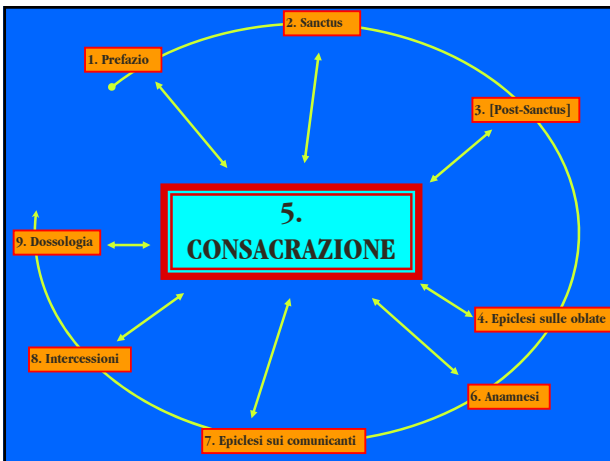 1. Prefazio
2. Sanctus
3. [Post-Sanctus]
4. Epiclesi sulle oblate
5.
CONSACRAZIONE
6. Anamnesi
7. Epiclesi sui comunicanti
8. Intercessioni
9. Dossologia